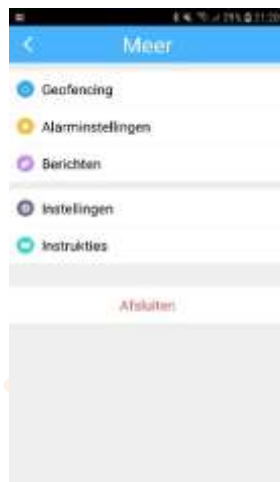 Meer
Geofencing
Alarminstellingen
Berichten
Instellingen
Instrukties
Afsluiten